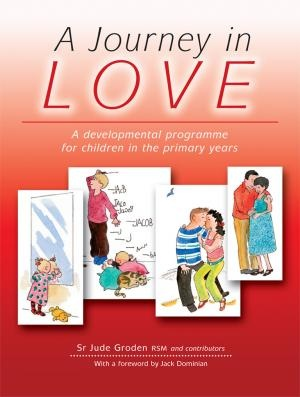 A Journey in
LOVE
A developmental programme
for children in the primary years
JACOB
Sr Jude Groden RSM and contributors
With a foreword by Jack Dominian